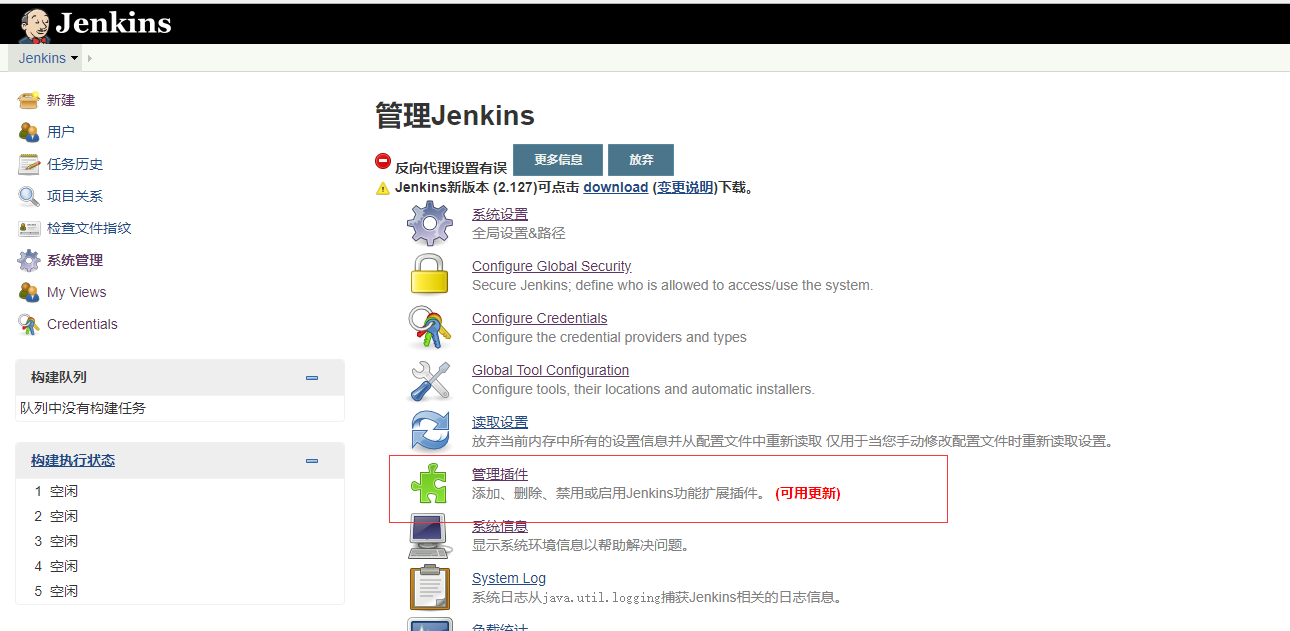 Jenkins
Jenkins
新建
用户
任务历史
项目关系
检查文件指纹
系统管理
My Views
Credentials
构建队列
队列中没有构建任务
构建执行状态
1 空闲
2 空闲
3 空闲
4 空闲
5 空闲
管理Jenkins
反向代理设置有误 更多信息 放弃
Jenkins新版本 (2.127)可点击 download (变更说明)下载。
系统设置
全局设置&路径
Configure Global Security
Secure Jenkins; define who is allowed to access/use the system.
Configure Credentials
Configure the credential providers and types
Global Tool Configuration
Configure tools, their locations and automatic installers.
读取设置
放弃当前内存中所有的设置信息并从配置文件中重新读取 仅用于当您手动修改配置文件时重新读取设置。
管理插件
添加、删除、禁用或启用Jenkins功能扩展插件。 (可用更新)
系统信息
显示系统环境信息以帮助解决问题。
System Log
系统日志从java.util.logging捕获Jenkins相关的日志信息。
负载统计